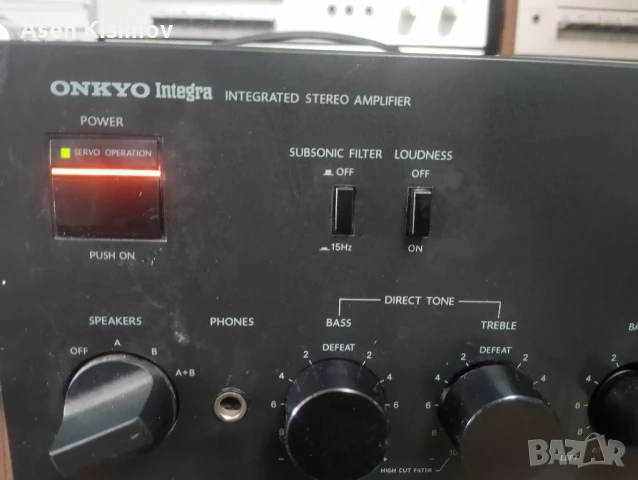 Asen Kisimov
ONKYO Integra INTEGRATED STEREO AMPLIFIER
POWER
SERVO OPERATION
PUSH ON
SUBSONIC FILTER LOUDNESS
OFF OFF
15Hz ON
DIRECT TONE
SPEAKERS PHONES BASS TREBLE
OFF A B A+B
DEFEAT DEFEAT
2 2 2 2
4 4 4 4
6 6 6
8 8
HIGH CUT FILTER 10
BAZAR